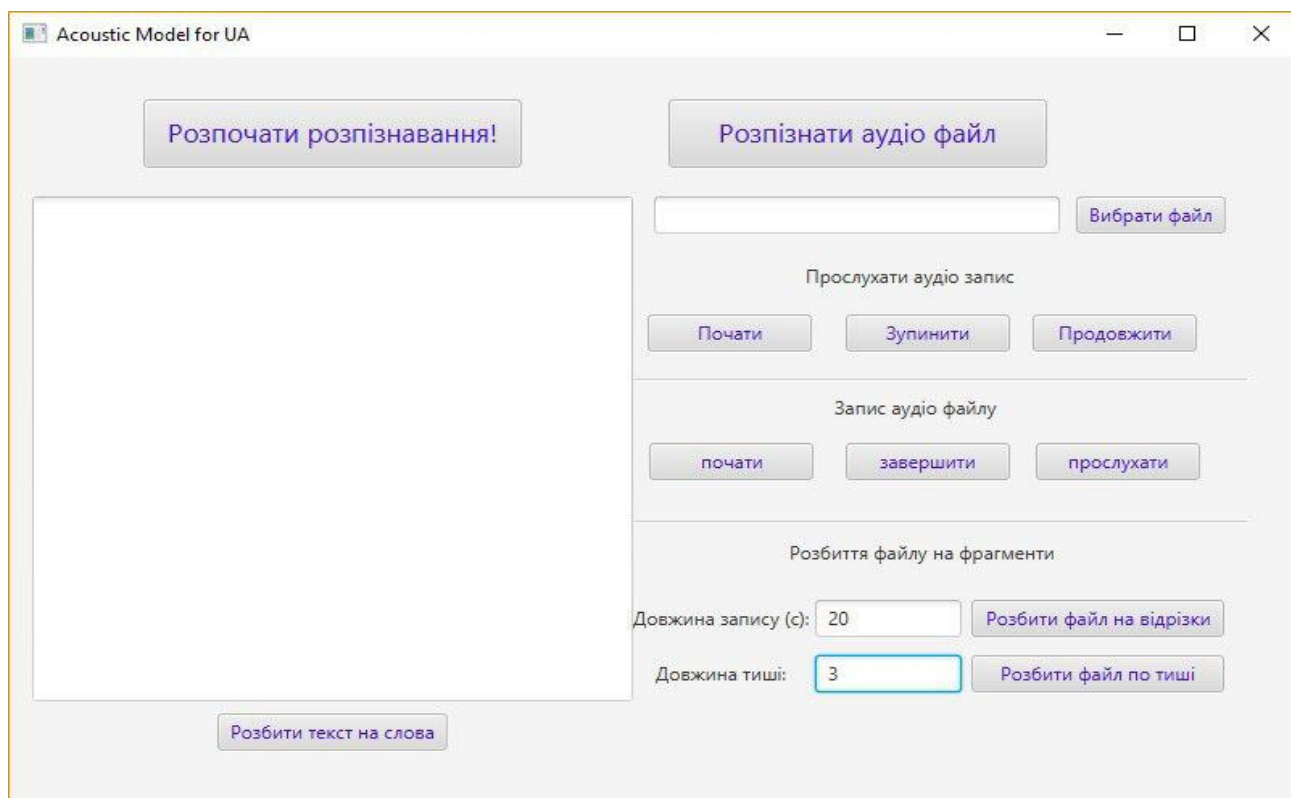 Acoustic Model for UA
Розпочати розпізнавання!
Розпізнати аудіо файл
Вибрати файл
Прослухати аудіо запис
Почати Зупинити Продовжити
Запис аудіо файлу
почати завершити прослухати
Розбиття файлу на фрагменти
Довжина запису (с): 20 Розбити файл на відрізки
Довжина тиші: 3 Розбити файл по тиші
Розбити текст на слова